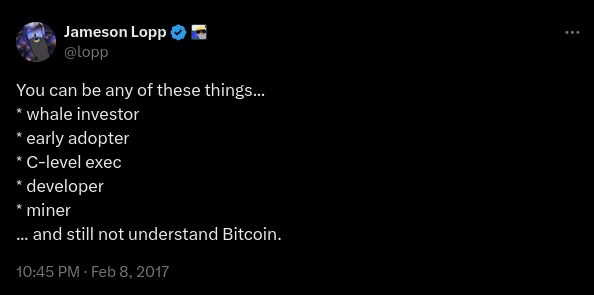 Jameson Lopp
@lopp
You can be any of these things...
* whale investor
* early adopter
* C-level exec
* developer
* miner
... and still not understand Bitcoin.
10:45 PM · Feb 8, 2017